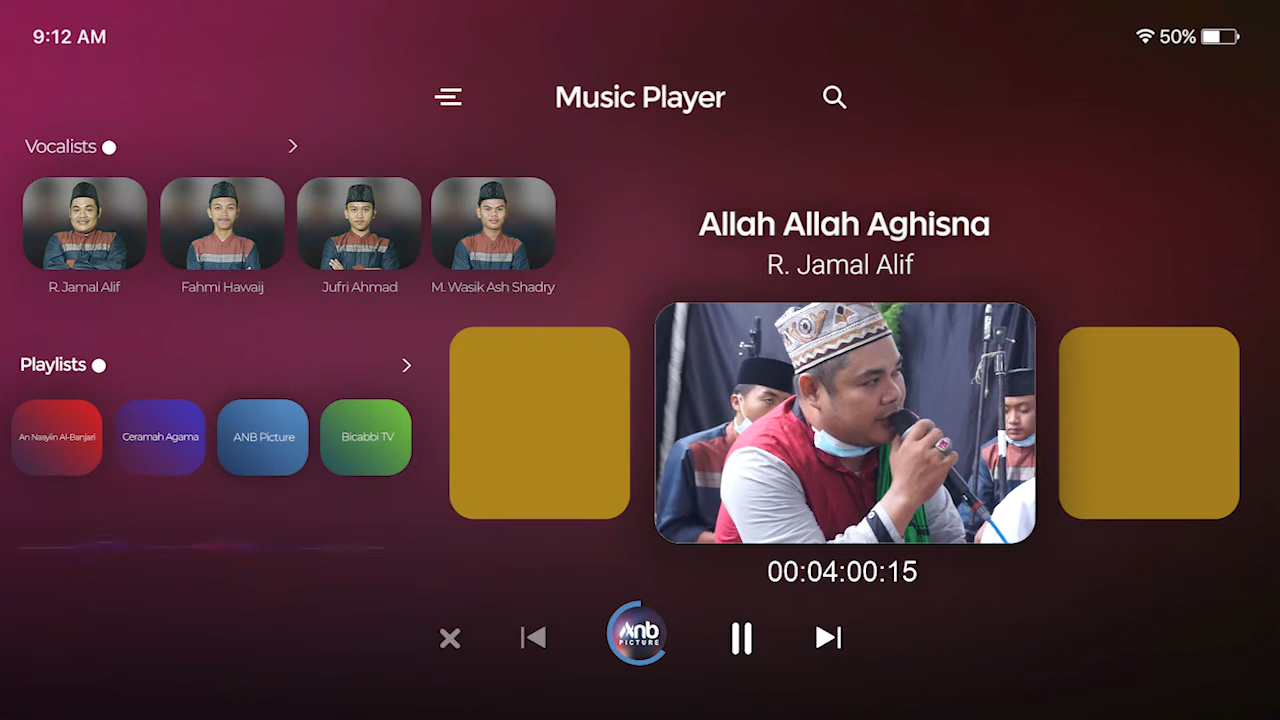 9:12 AM
50%
Music Player
Vocalists
R. Jamal Alif
Fahmi Hawaij
Jufri Ahmad
M. Wasik Ash Shadry
Allah Allah Aghisna
R. Jamal Alif
Playlists
An Nasyiin Al-Banjari
Ceramah Agama
ANB Picture
Bicabbi TV
00:04:00:15
Anb
PICTURE